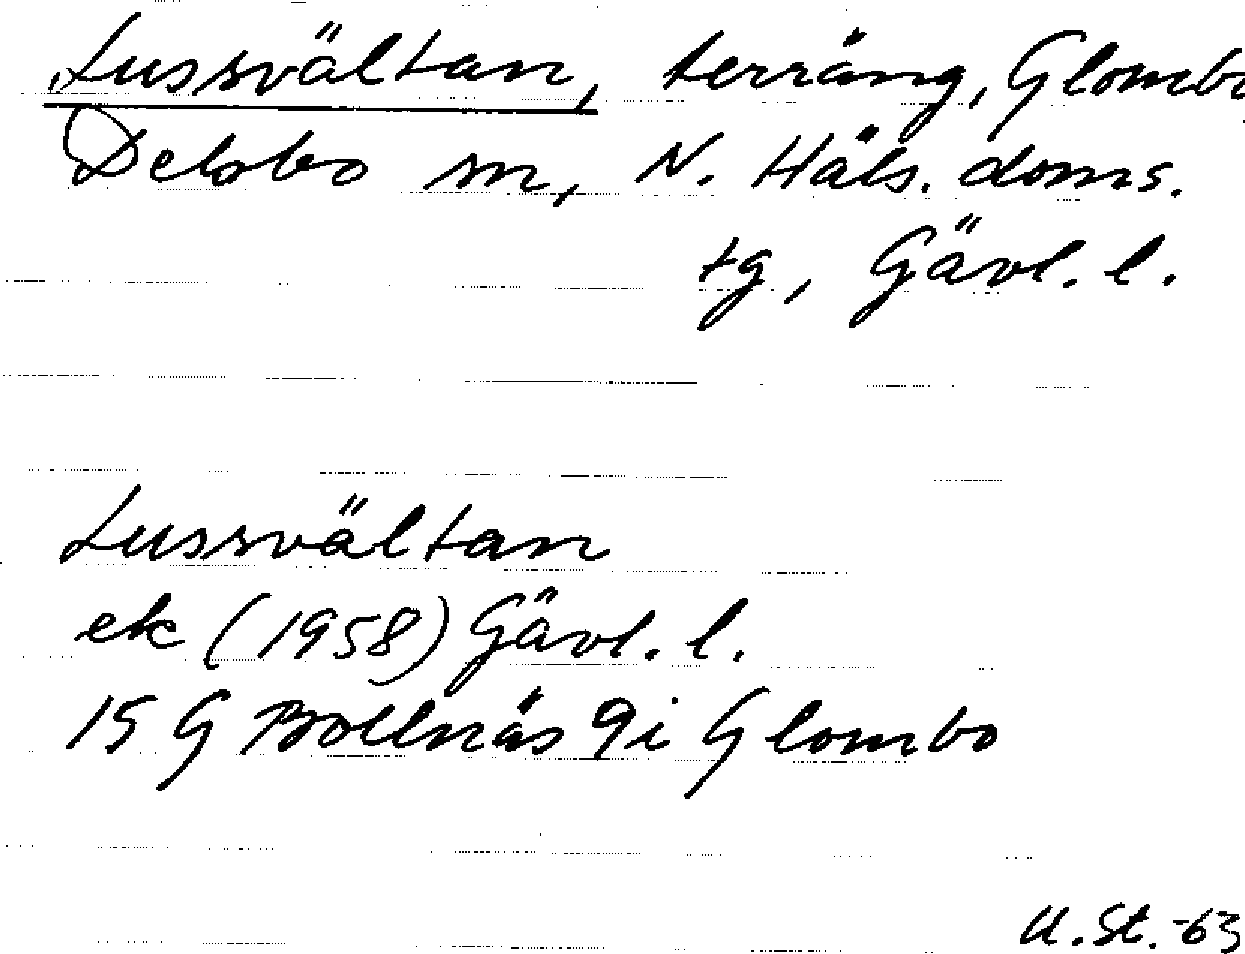 Lussvältan, terräng, Glombo
Delsbo sn, N. Häls. doms.
tg, Gävl. l.
Lussvältan
ek (1958) Gävl. l.
15 G Bollnäs 9i Glombo
U. St. -63